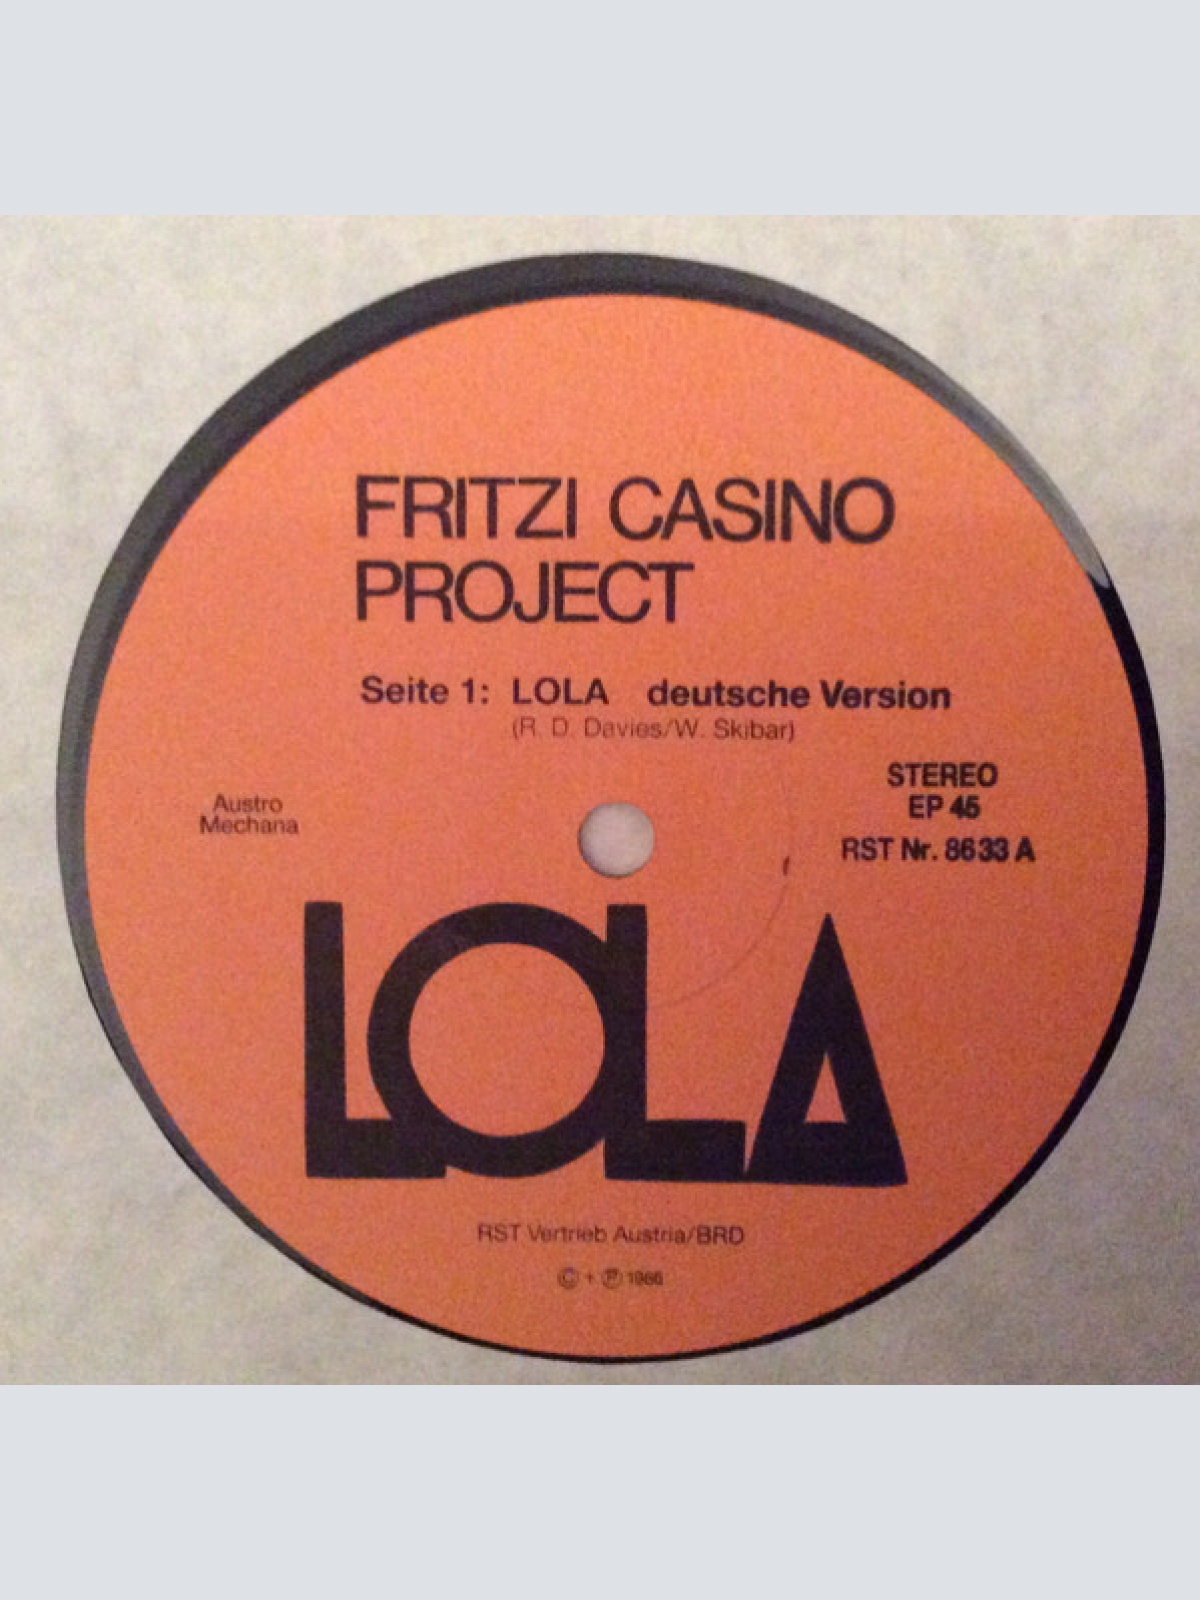 FRITZI CASINO
PROJECT
Seite 1: LOLA deutsche Version
(R. D. Davies/W. Skibar)
STEREO
EP 45
RST Nr. 8633 A
Austro
Mechana
LOLA
RST Vertrieb Austria/BRD
© + ℗ 1986